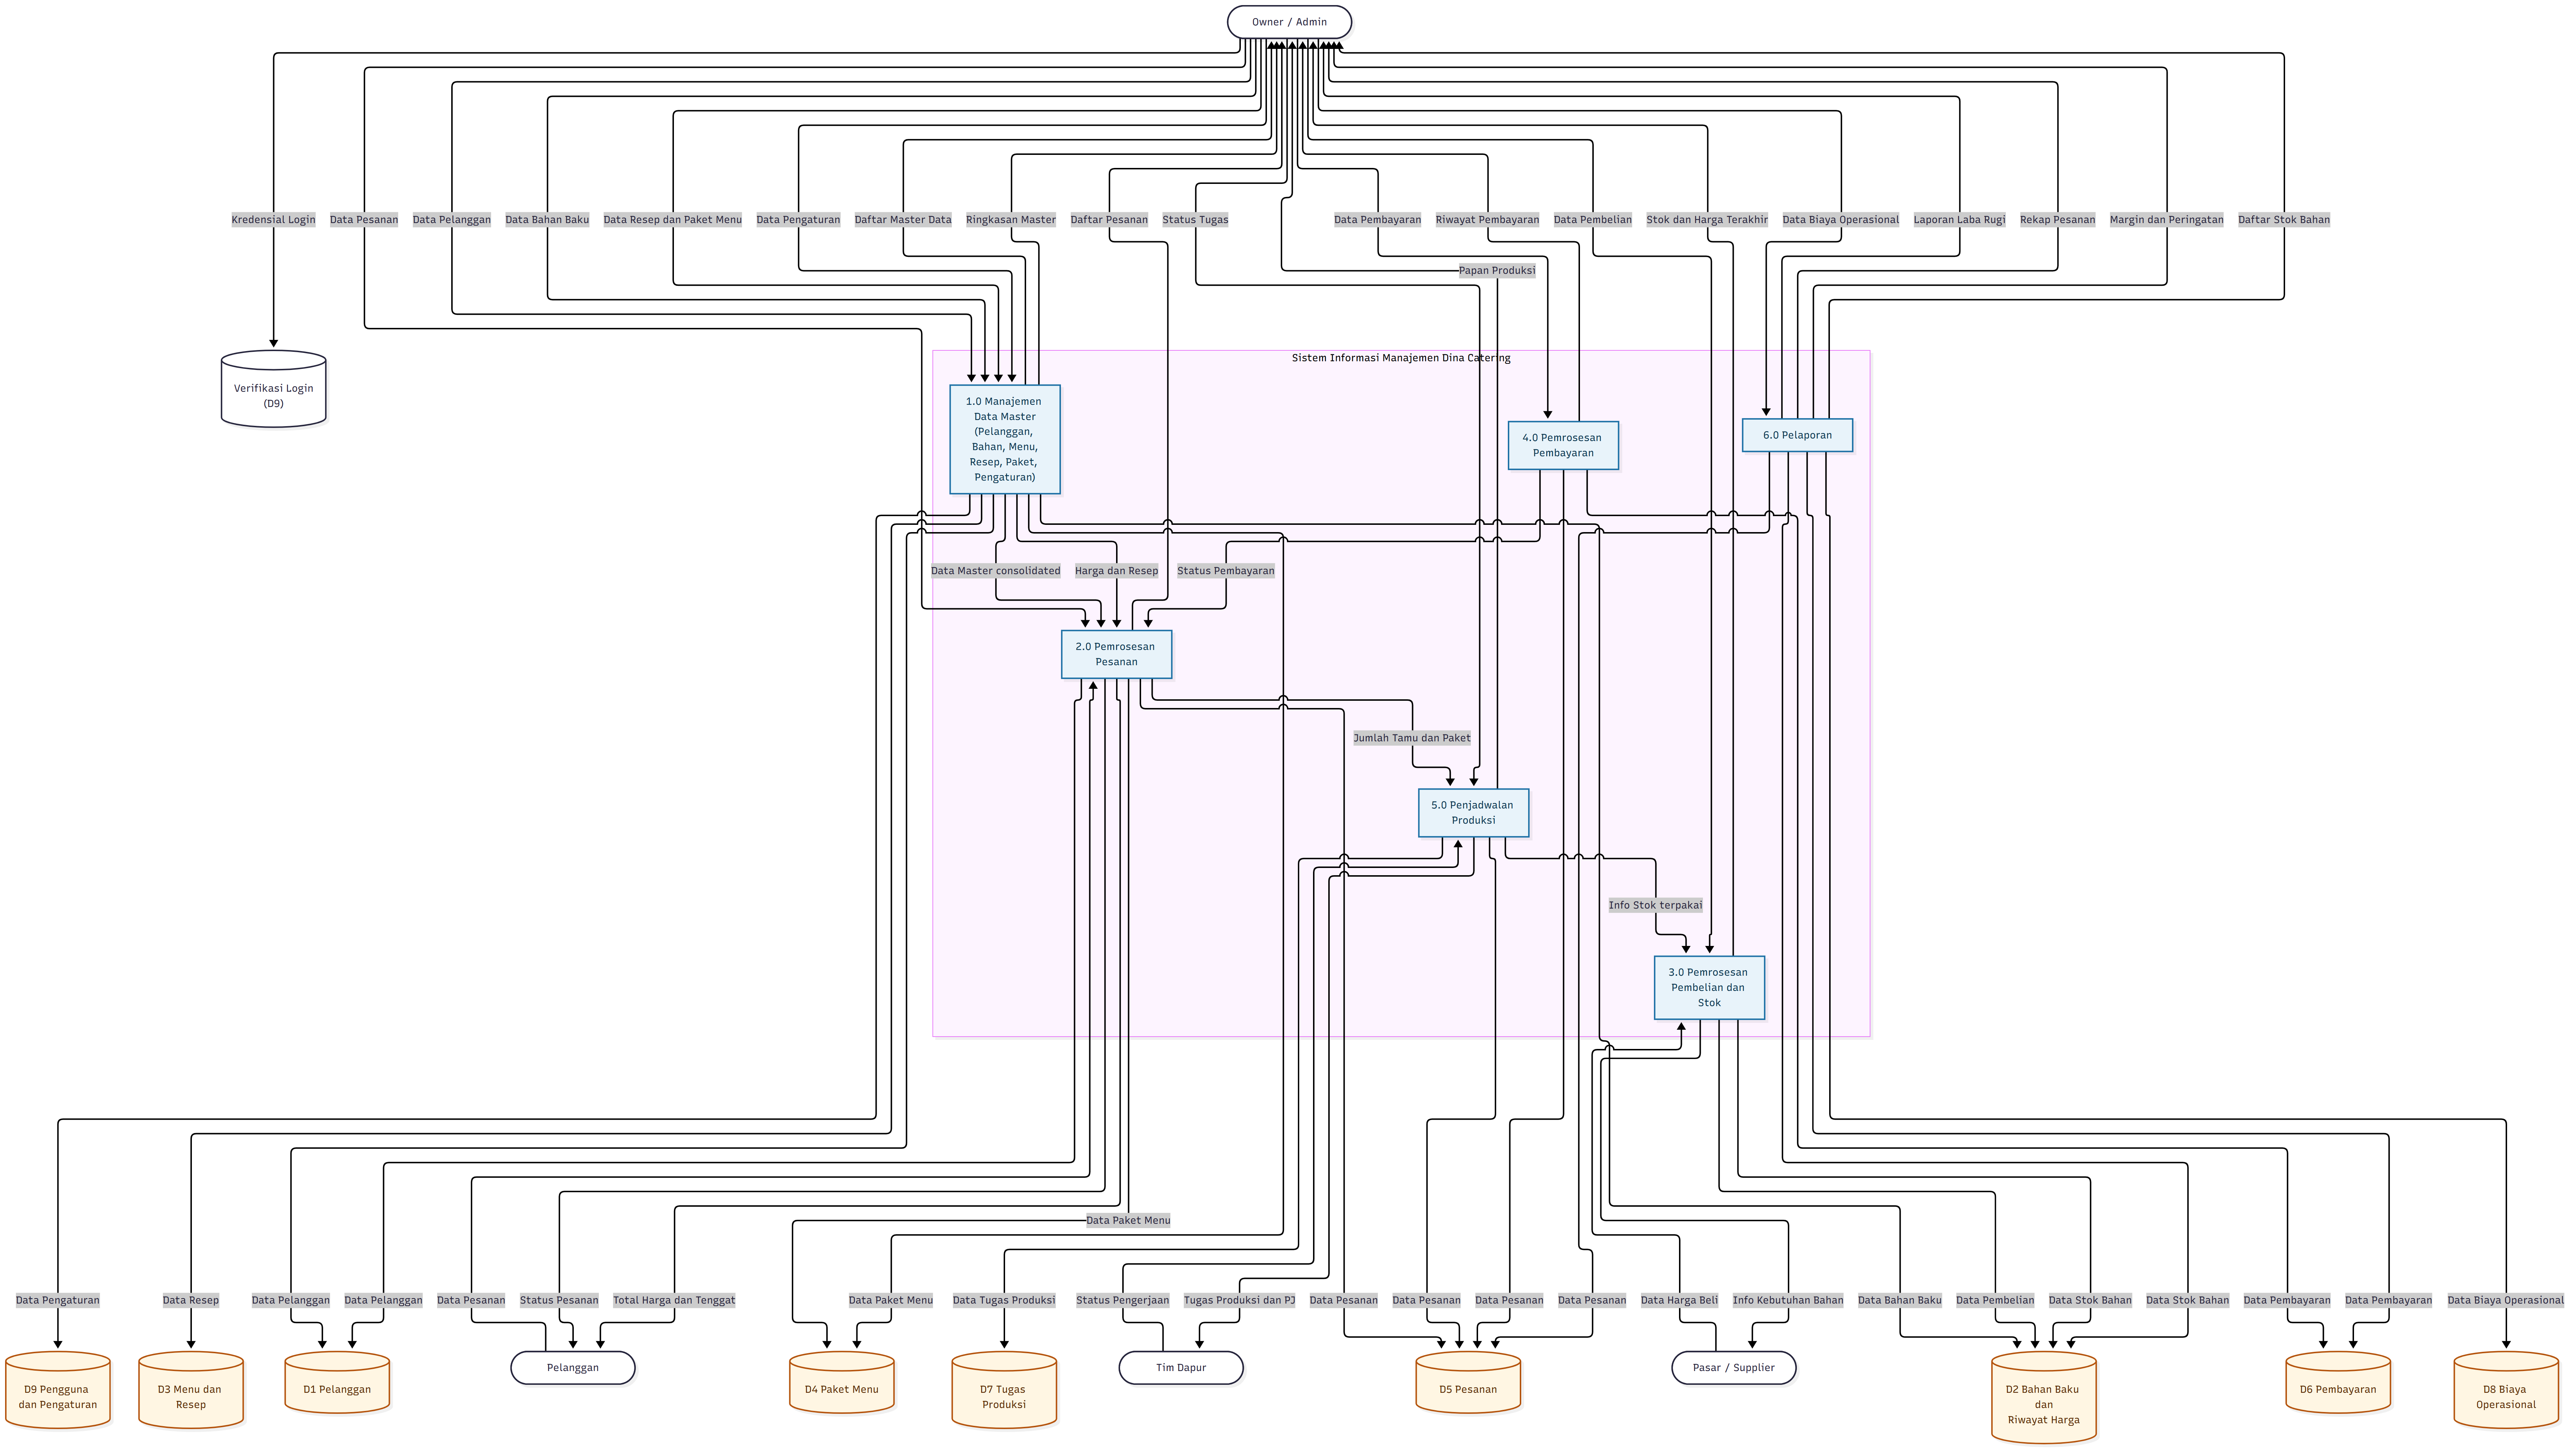 Owner / Admin
Kredensial Login
Data Pesanan
Data Pelanggan
Data Bahan Baku
Data Resep dan Paket Menu
Data Pengaturan
Daftar Master Data
Ringkasan Master
Daftar Pesanan
Status Tugas
Data Pembayaran
Riwayat Pembayaran
Data Pembelian
Stok dan Harga Terakhir
Data Biaya Operasional
Laporan Laba Rugi
Rekap Pesanan
Margin dan Peringatan
Daftar Stok Bahan
Papan Produksi
Sistem Informasi Manajemen Dina Catering
Verifikasi Login
(D9)
1.0 Manajemen
Data Master
(Pelanggan,
Bahan, Menu,
Resep, Paket,
Pengaturan)
4.0 Pemrosesan
Pembayaran
6.0 Pelaporan
Data Master consolidated
Harga dan Resep
Status Pembayaran
2.0 Pemrosesan
Pesanan
Jumlah Tamu dan Paket
5.0 Penjadwalan
Produksi
Info Stok terpakai
3.0 Pemrosesan
Pembelian dan
Stok
Data Paket Menu
Data Pengaturan
Data Resep
Data Pelanggan
Data Pelanggan
Data Pesanan
Status Pesanan
Total Harga dan Tenggat
Data Paket Menu
Data Tugas Produksi
Status Pengerjaan
Tugas Produksi dan PJ
Data Pesanan
Data Pesanan
Data Pesanan
Data Pesanan
Data Harga Beli
Info Kebutuhan Bahan
Data Bahan Baku
Data Pembelian
Data Stok Bahan
Data Stok Bahan
Data Pembayaran
Data Pembayaran
Data Biaya Operasional
D9 Pengguna
dan Pengaturan
D3 Menu dan
Resep
D1 Pelanggan
Pelanggan
D4 Paket Menu
D7 Tugas
Produksi
Tim Dapur
D5 Pesanan
Pasar / Supplier
D2 Bahan Baku
dan
Riwayat Harga
D6 Pembayaran
D8 Biaya
Operasional